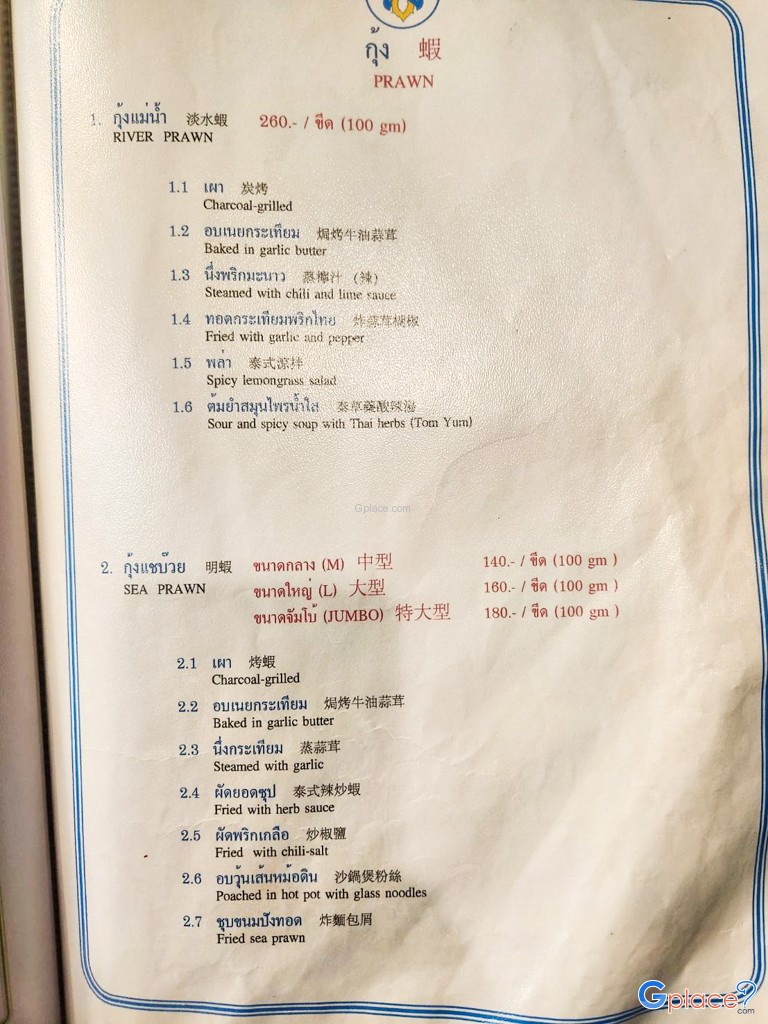 กุ้ง 蝦
PRAWN
1. กุ้งแม่น้ำ 淡水蝦 260.- / ขีด (100 gm)
RIVER PRAWN
1.1 เผา 炭烤
Charcoal-grilled
1.2 อบเนยกระเทียม 焗烤牛油蒜茸
Baked in garlic butter
1.3 นึ่งพริกมะนาว 蒸檸汁 (辣)
Steamed with chili and lime sauce
1.4 ทอดกระเทียมพริกไทย 炸蒜茸椒
Fried with garlic and pepper
1.5 พล่า 泰式涼拌
Spicy lemongrass salad
1.6 ต้มยำสมุนไพรน้ำใส 泰草藥酸辣湯
Sour and spicy soup with Thai herbs (Tom Yum)
Gplace.com
2. กุ้งแชบ๊วย 明蝦 ขนาดกลาง (M) 中型 140.- / ขีด (100 gm )
SEA PRAWN ขนาดใหญ่ (L) 大型 160.- / ขีด (100 gm )
ขนาดจัมโบ้ (JUMBO) 特大型 180.- / ขีด (100 gm )
2.1 เผา 烤蝦
Charcoal-grilled
2.2 อบเนยกระเทียม 焗烤牛油蒜茸
Baked in garlic butter
2.3 นึ่งกระเทียม 蒸蒜茸
Steamed with garlic
2.4 ผัดยอดซุป 泰式辣炒蝦
Fried with herb sauce
2.5 ผัดพริกเกลือ 炒椒鹽
Fried with chili-salt
2.6 อบวุ้นเส้นหม้อดิน 沙鍋煲粉絲
Poached in hot pot with glass noodles
2.7 ชุบขนมปังทอด 炸麵包屑
Fried sea prawn
Gplace?.com